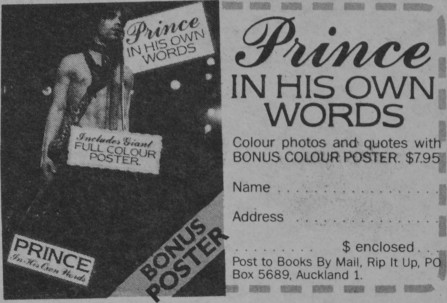 Prince
IN HIS OWN
WORDS
Includes Giant
FULL COLOUR
POSTER.
PRINCE
In His Own Words
BONUS
POSTER
Prince
IN HIS OWN
WORDS
Colour photos and quotes with
BONUS COLOUR POSTER. $7.95
Name
Address
$ enclosed
Post to Books By Mail, Rip It Up, PO
Box 5689, Auckland 1.